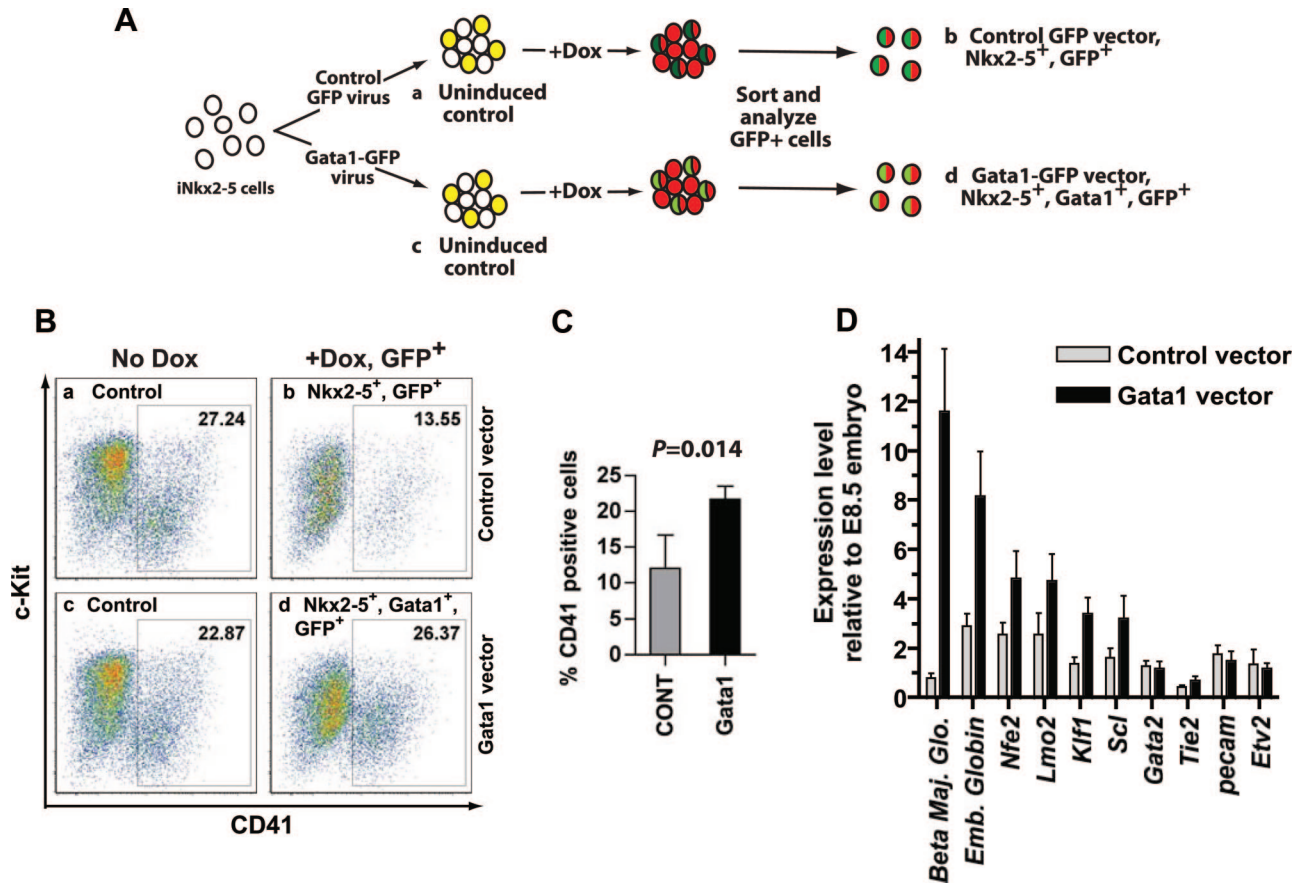 A
iNkx2-5 cells
Control
GFP virus
Gata1-GFP
virus
a Uninduced
control
+Dox
Sort and
analyze
GFP+ cells
b Control GFP vector,
Nkx2-5+, GFP+
c Uninduced
control
+Dox
d Gata1-GFP vector,
Nkx2-5+, Gata1+, GFP+
B
No Dox
+Dox, GFP+
a Control
27.24
b Nkx2-5+, GFP+
13.55
Control vector
c Control
22.87
d Nkx2-5+, Gata1+,
GFP+
26.37
Gata1 vector
c-Kit
CD41
C
P=0.014
% CD41 positive cells
25
20
15
10
5
0
CONT
Gata1
D
Control vector
Gata1 vector
Expression level
relative to E8.5 embryo
14
12
10
8
6
4
2
0
Beta Maj. Glo.
Emb. Globin
Nfe2
Lmo2
Klf1
Scl
Gata2
Tie2
pecam
Etv2